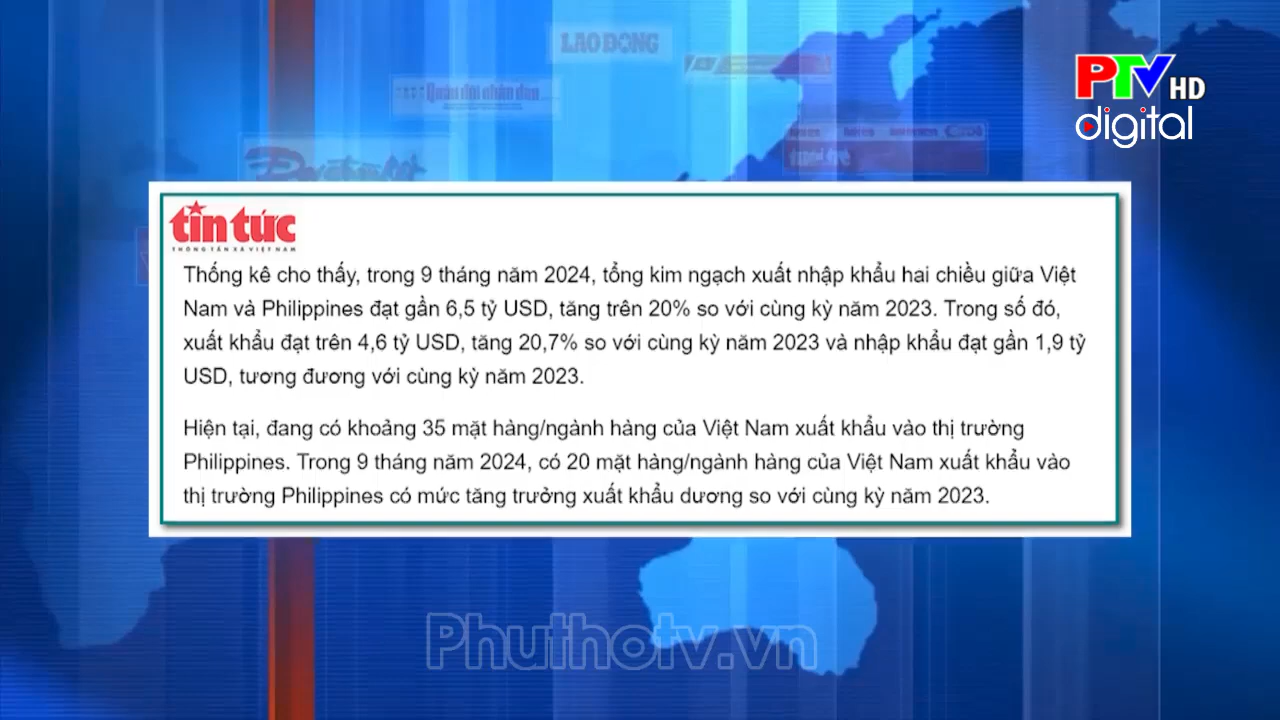 LAO ĐỘNG
Quân đội nhân dân
PTV HD
digital
tin tức
THÔNG TẤN XÃ VIỆT NAM
Thống kê cho thấy, trong 9 tháng năm 2024, tổng kim ngạch xuất nhập khẩu hai chiều giữa Việt
Nam và Philippines đạt gần 6,5 tỷ USD, tăng trên 20% so với cùng kỳ năm 2023. Trong số đó,
xuất khẩu đạt trên 4,6 tỷ USD, tăng 20,7% so với cùng kỳ năm 2023 và nhập khẩu đạt gần 1,9 tỷ
USD, tương đương với cùng kỳ năm 2023.
Hiện tại, đang có khoảng 35 mặt hàng/ngành hàng của Việt Nam xuất khẩu vào thị trường
Philippines. Trong 9 tháng năm 2024, có 20 mặt hàng/ngành hàng của Việt Nam xuất khẩu vào
thị trường Philippines có mức tăng trưởng xuất khẩu dương so với cùng kỳ năm 2023.
Phuthotv.vn